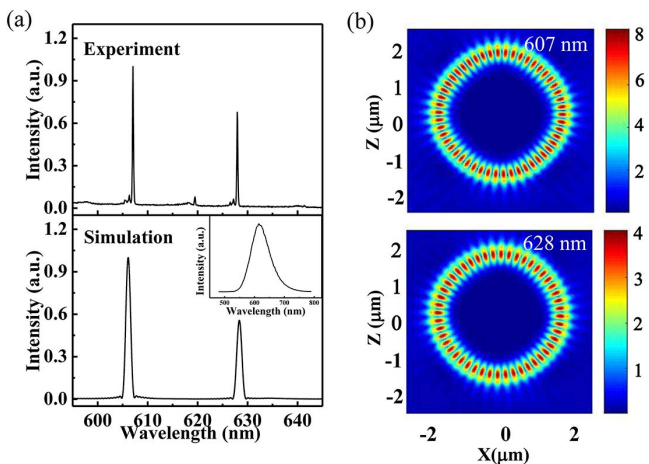 (a)
Experiment
Intensity (a.u.)
1.2
0.9
0.6
0.3
0.0
Simulation
Intensity (a.u.)
1.2
0.9
0.6
0.3
0.0
Intensity (a.u.)
500 600 700 800
Wavelength (nm)
600 610 620 630 640
Wavelength (nm)
(b)
607 nm
Z (μm)
2
1
0
-1
-2
8
6
4
2
628 nm
Z (μm)
2
1
0
-1
-2
4
3
2
1
-2 0 2
X(μm)